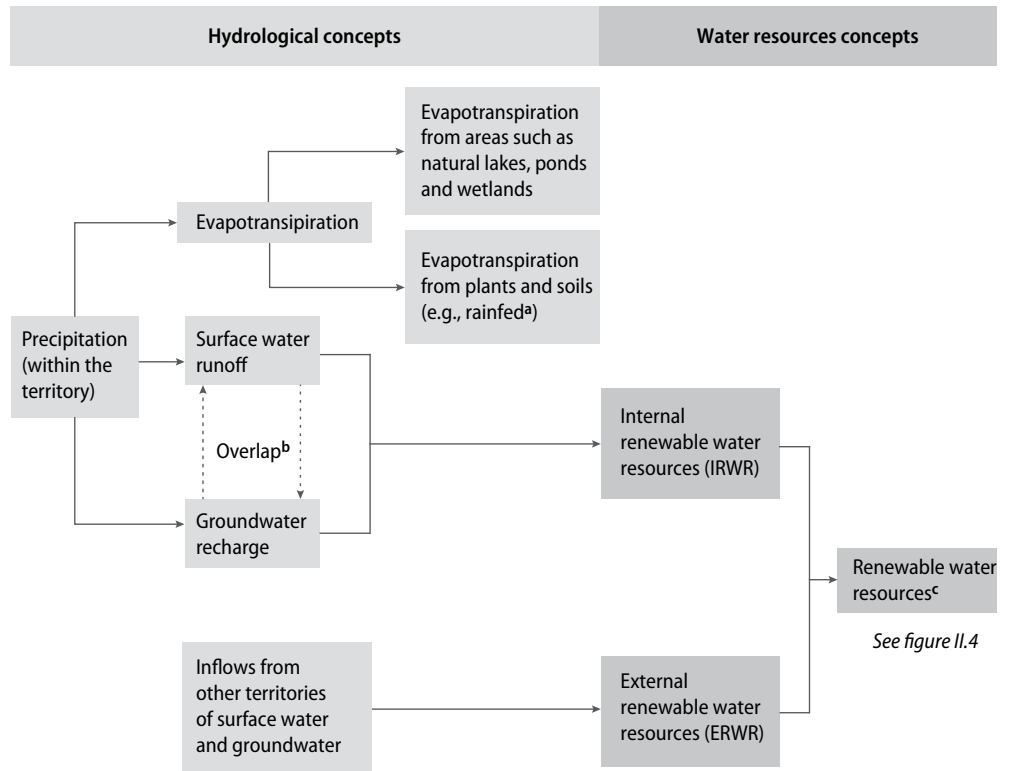 Hydrological concepts
Water resources concepts
Evapotranspiration
from areas such as
natural lakes, ponds
and wetlands
Evapotransipiration
Evapotranspiration
from plants and soils
(e.g., rainfedᵃ)
Precipitation
(within the
territory)
Surface water
runoff
Overlapᵇ
Groundwater
recharge
Internal
renewable water
resources (IRWR)
Renewable water
resourcesᶜ
See figure II.4
Inflows from
other territories
of surface water
and groundwater
External
renewable water
resources (ERWR)